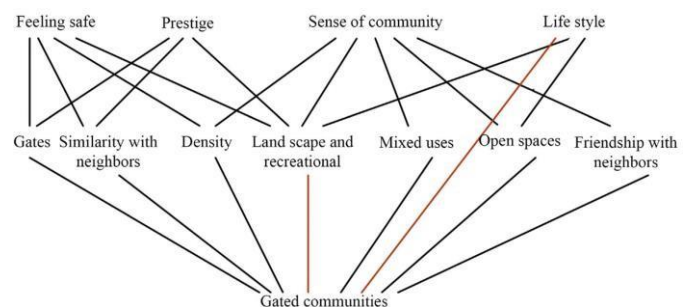 Feeling safe
Prestige
Sense of community
Life style
Gates
Similarity with
neighbors
Density
Land scape and
recreational
Mixed uses
Open spaces
Friendship with
neighbors
Gated communities